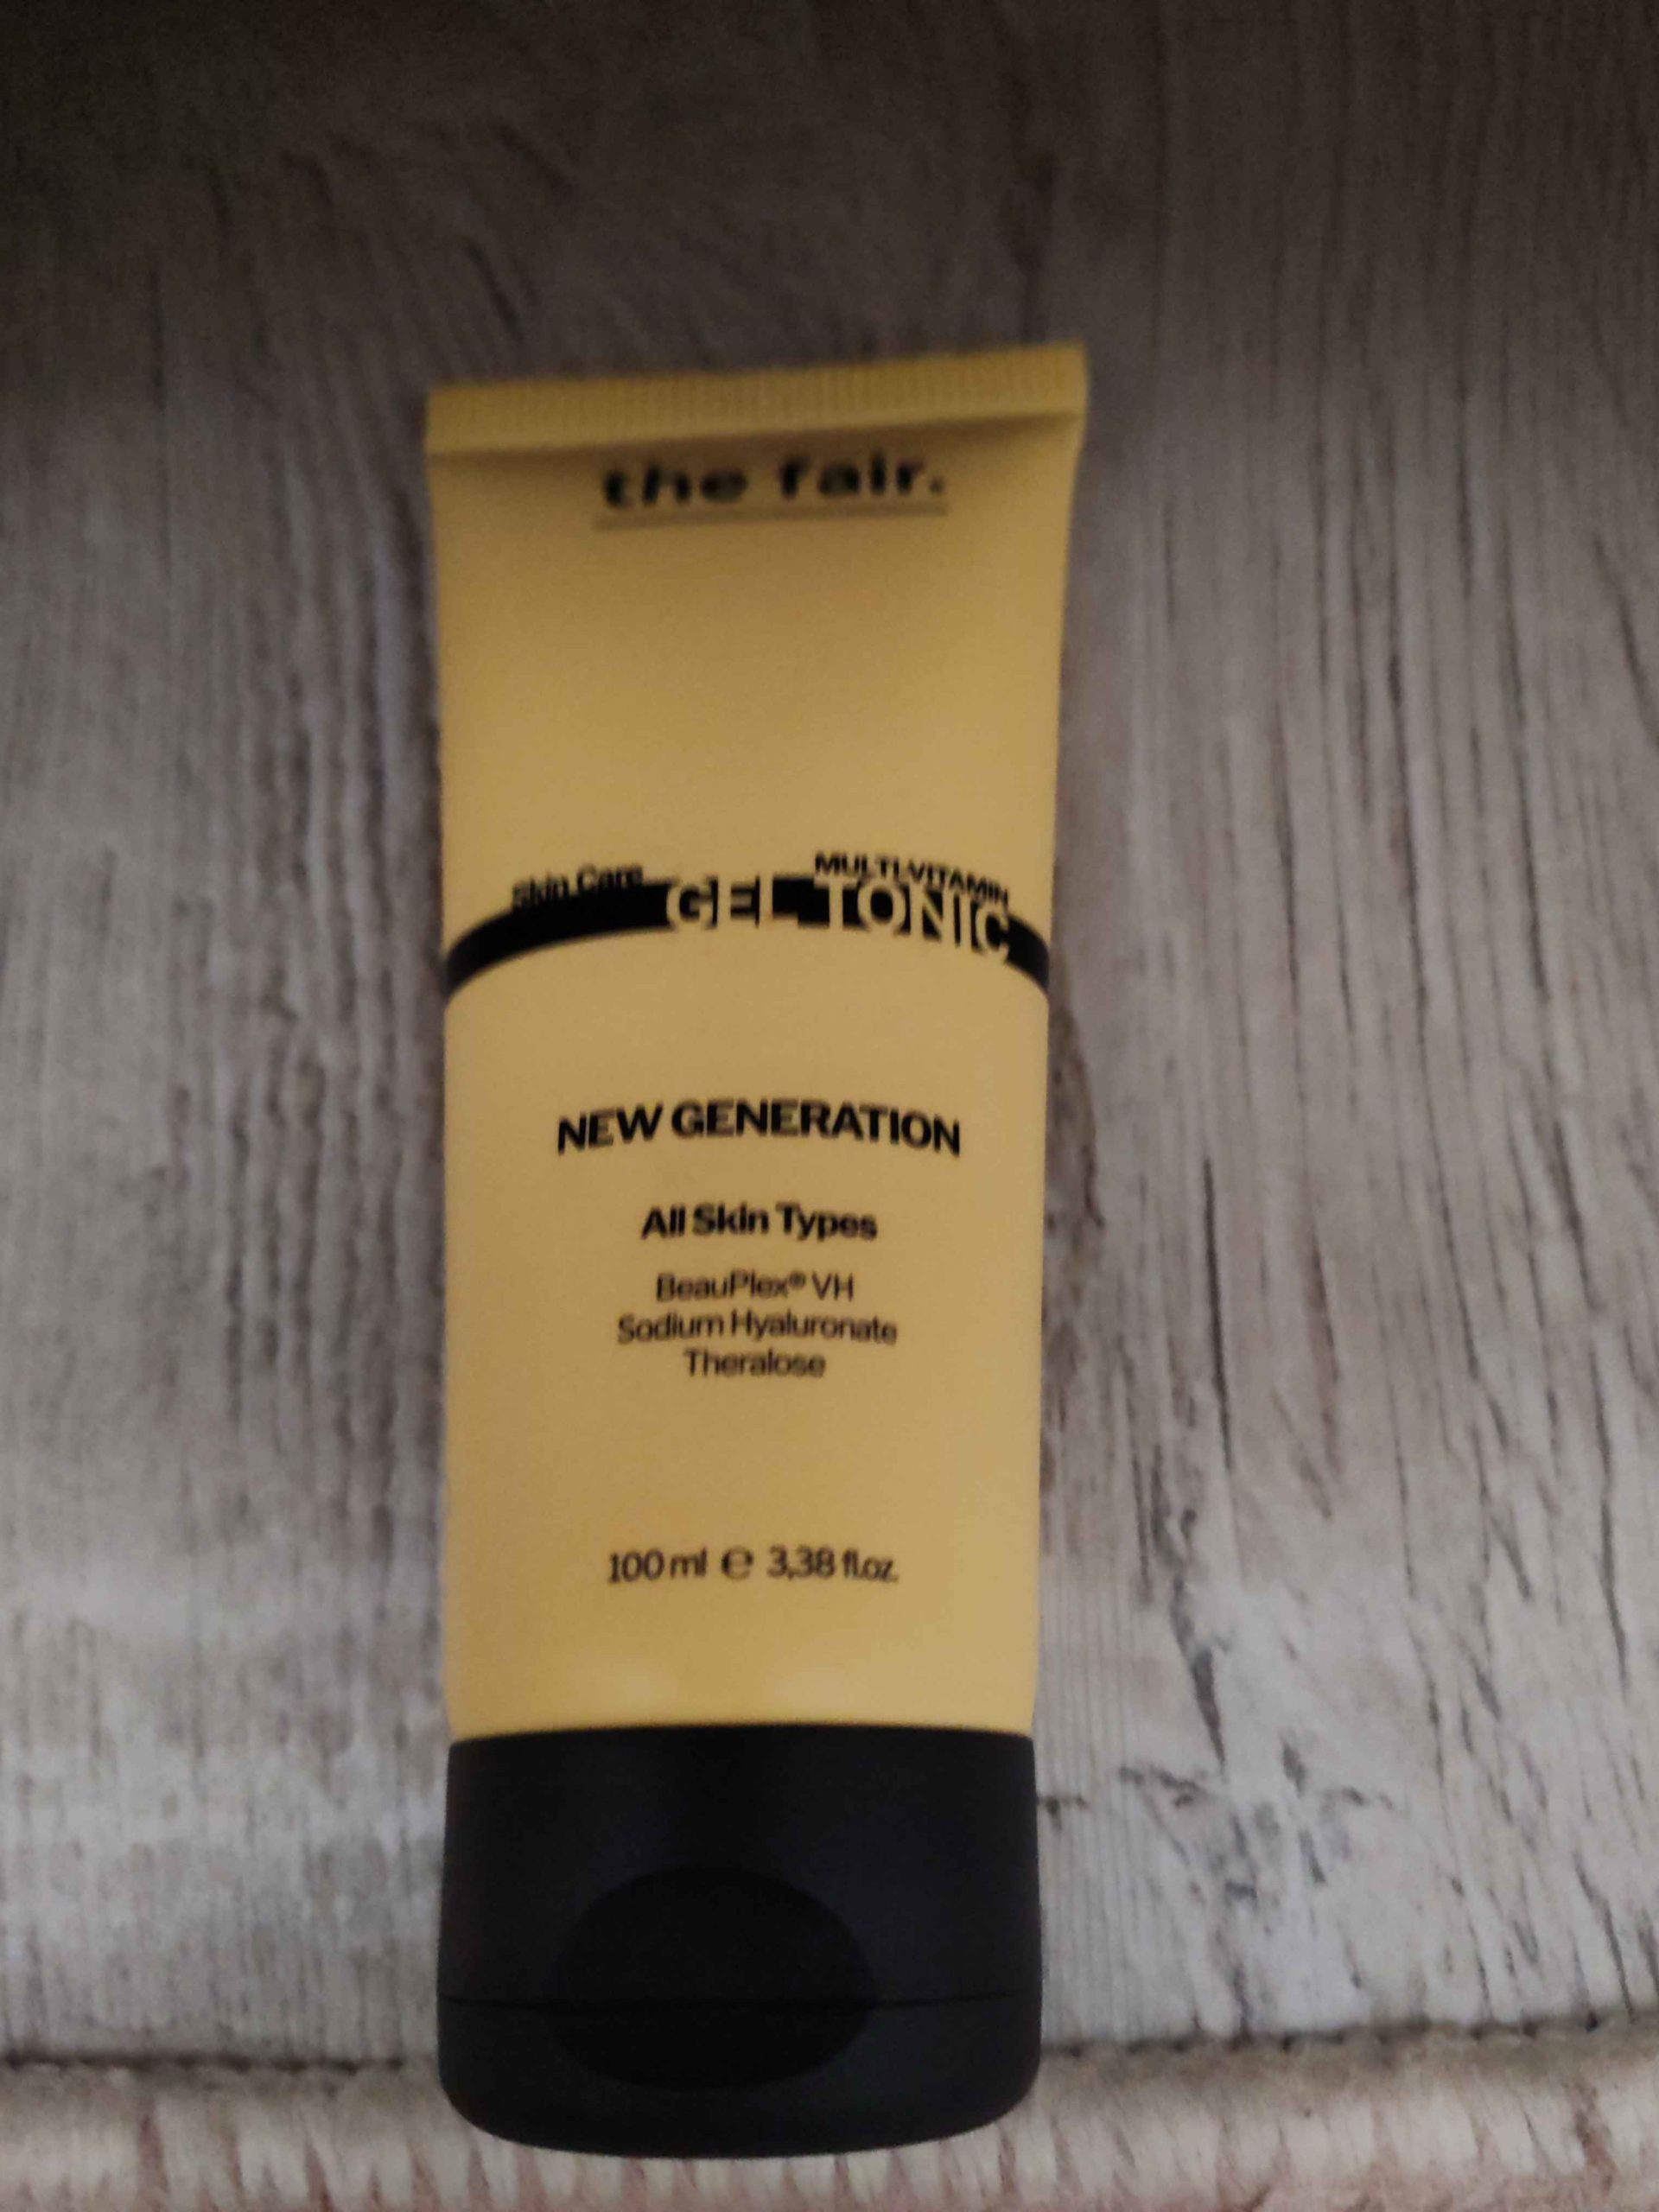 the fair.
Skin Care
MULTI-VITAMIN
GEL TONIC
NEW GENERATION
All Skin Types
BeauPlex® VH
Sodium Hyaluronate
Theralose
100 ml e 3,38 fl.oz.